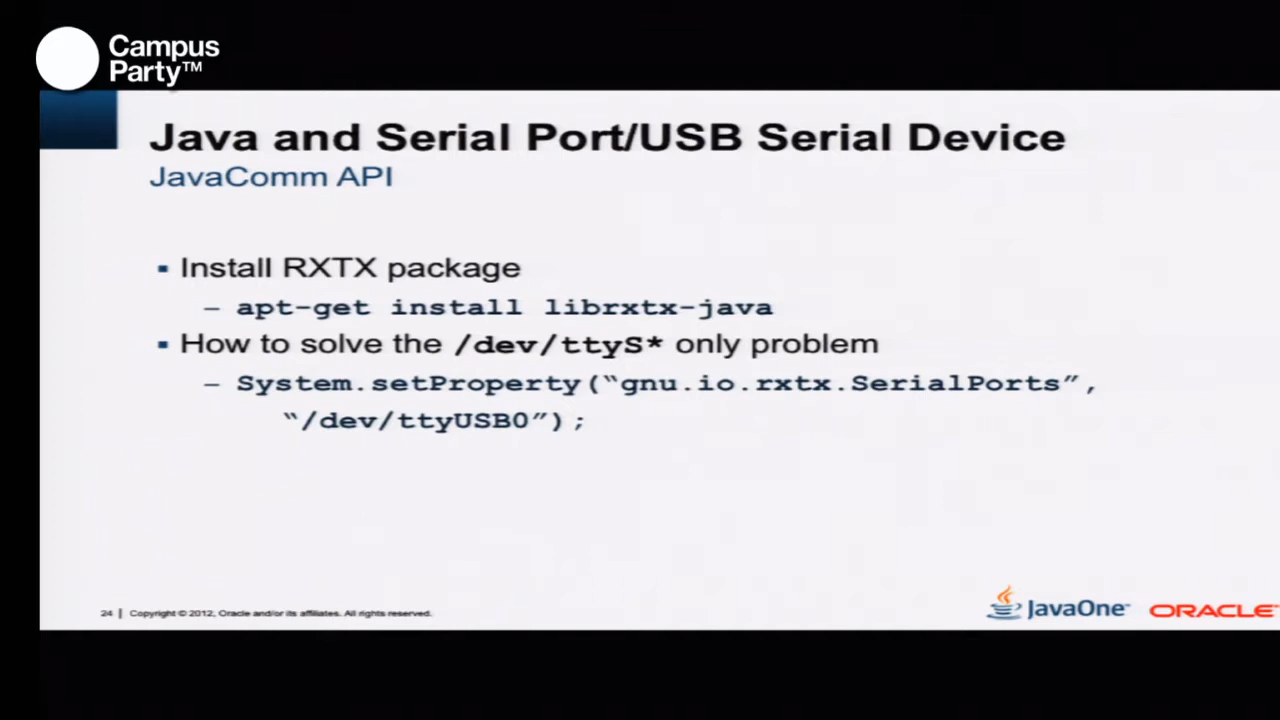 Campus
Party™
Java and Serial Port/USB Serial Device
JavaComm API
▪ Install RXTX package
– apt-get install librxtx-java
▪ How to solve the /dev/ttyS* only problem
– System.setProperty(“gnu.io.rxtx.SerialPorts”,
“/dev/ttyUSB0”);
24 | Copyright © 2012, Oracle and/or its affiliates. All rights reserved.
JavaOne™
ORACLE